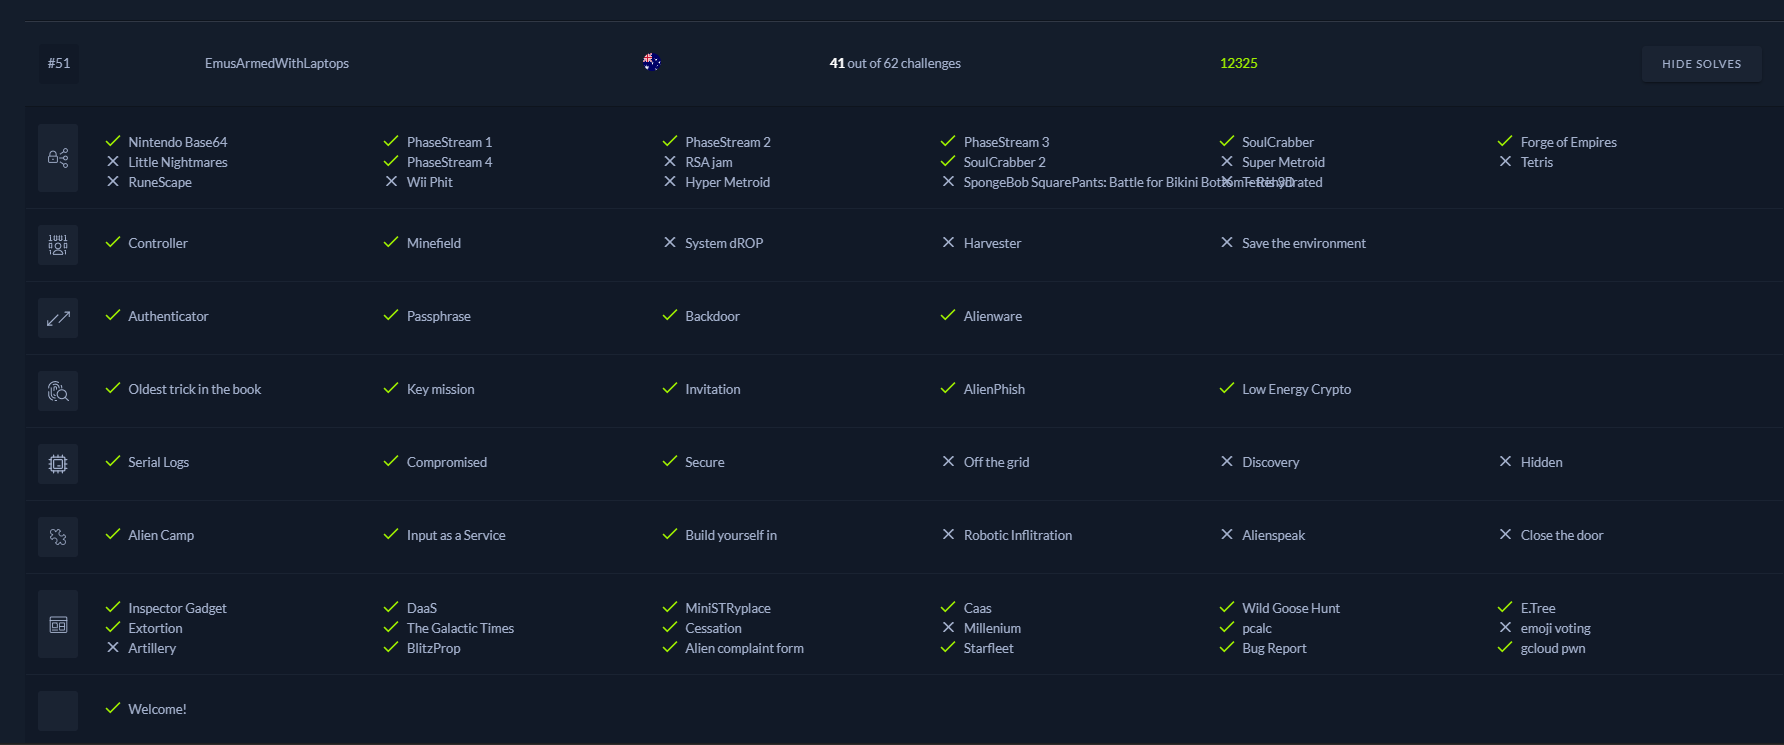 #51 EmusArmedWithLaptops 41 out of 62 challenges 12325 HIDE SOLVES
Nintendo Base64 PhaseStream 1 PhaseStream 2 PhaseStream 3 SoulCrabber Forge of Empires
Little Nightmares PhaseStream 4 RSA jam SoulCrabber 2 Super Metroid Tetris
RuneScape Wii Phit Hyper Metroid SpongeBob SquarePants: Battle for Bikini Bottom - Rehydrated Tetris 3D
Controller Minefield System dROP Harvester Save the environment
Authenticator Passphrase Backdoor Alienware
Oldest trick in the book Key mission Invitation AlienPhish Low Energy Crypto
Serial Logs Compromised Secure Off the grid Discovery Hidden
Alien Camp Input as a Service Build yourself in Robotic Inflitration Alienspeak Close the door
Inspector Gadget DaaS MiniSTRyplace Caas Wild Goose Hunt E.Tree
Extortion The Galactic Times Cessation Millenium pcalc emoji voting
Artillery BlitzProp Alien complaint form Starfleet Bug Report gcloud pwn
Welcome!